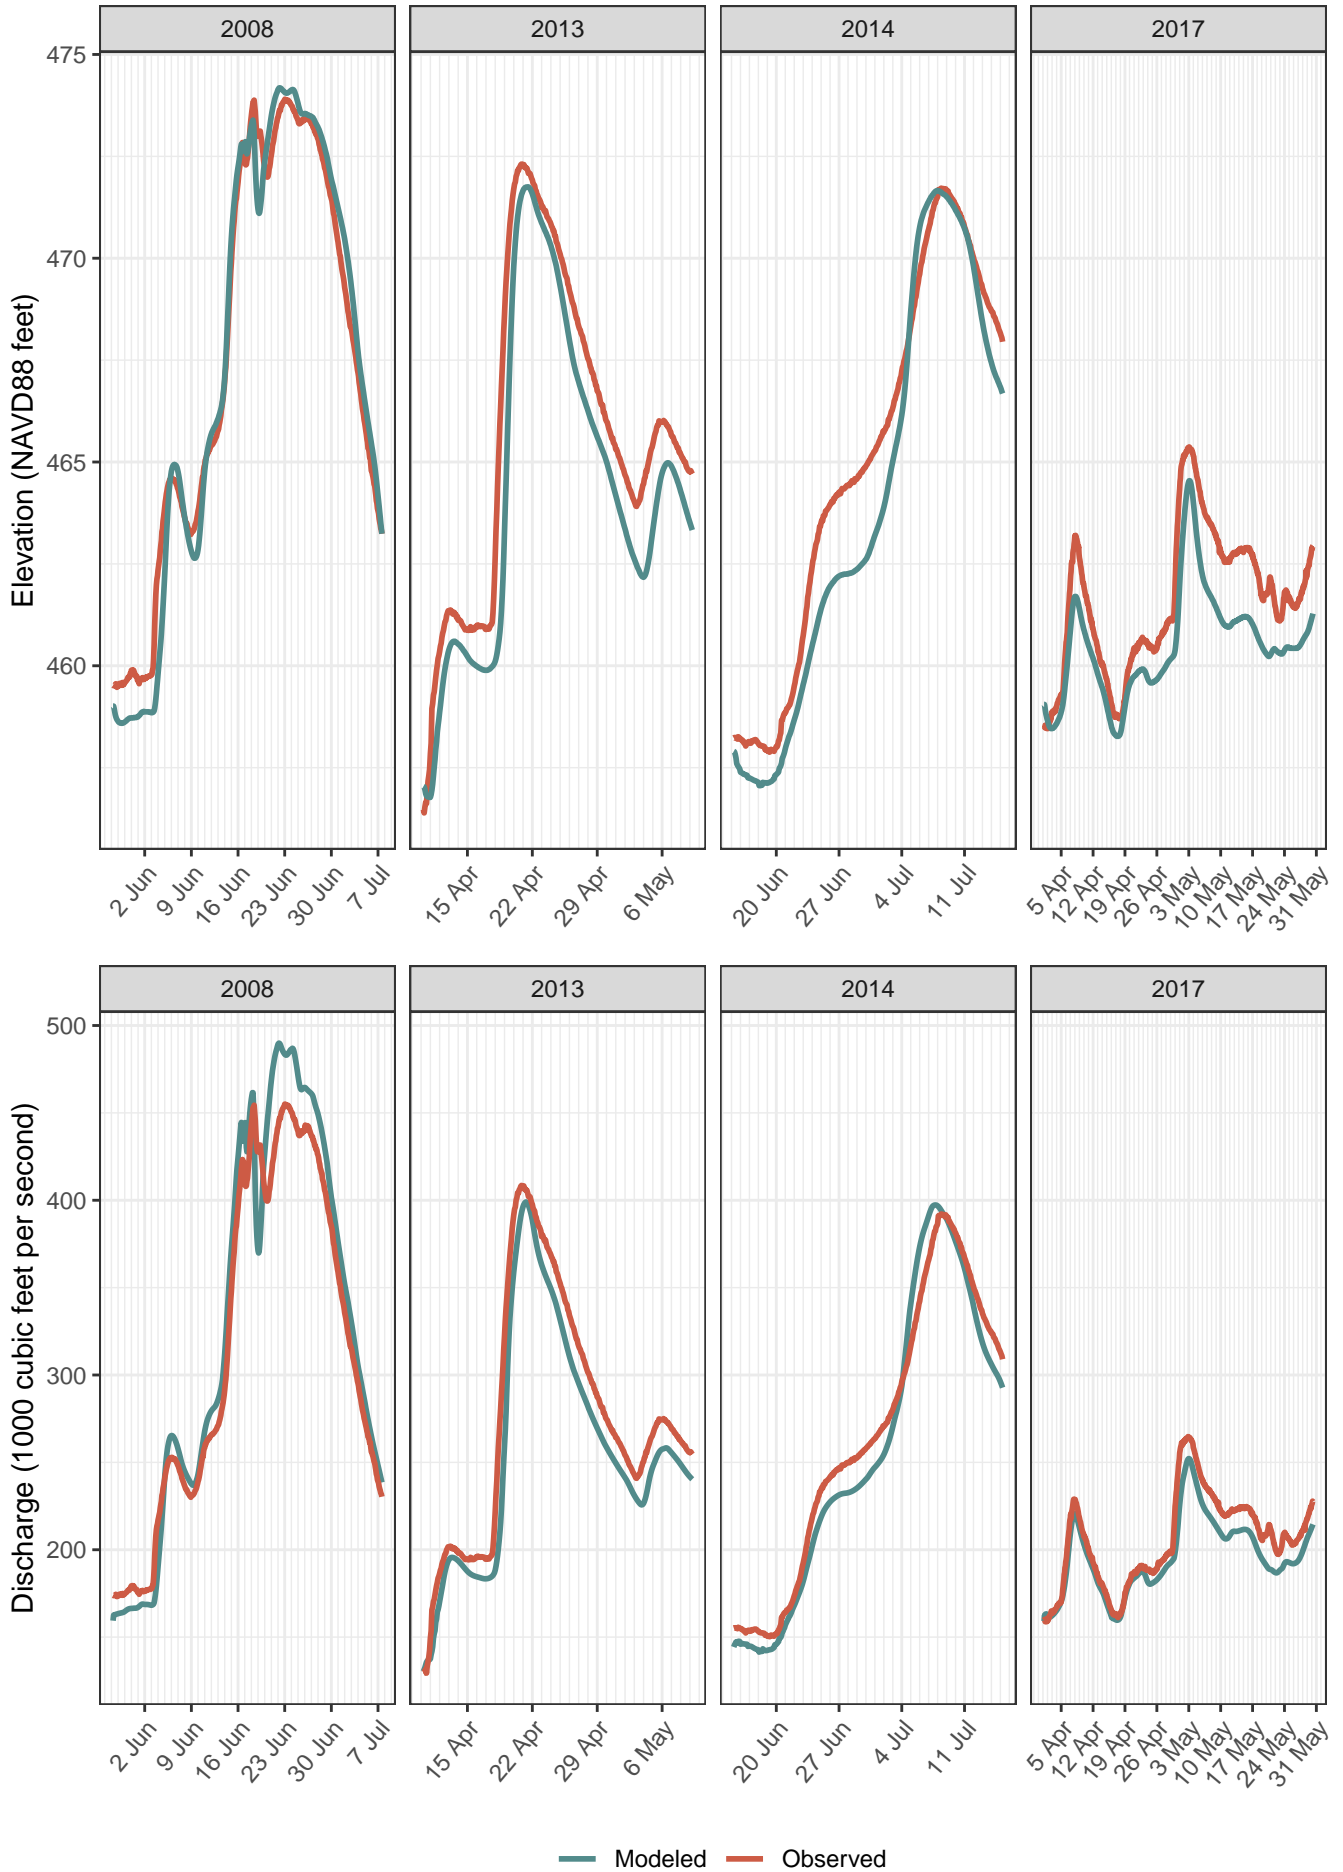 2008 2013 2014 2017
475
470
465
460
Elevation (NAVD88 feet)
2 Jun 9 Jun 16 Jun 23 Jun 30 Jun 7 Jul 15 Apr 22 Apr 29 Apr 6 May 20 Jun 27 Jun 4 Jul 11 Jul 5 Apr 12 Apr 19 Apr 26 Apr 3 May 10 May 17 May 24 May 31 May
2008 2013 2014 2017
500
400
300
200
Discharge (1000 cubic feet per second)
2 Jun 9 Jun 16 Jun 23 Jun 30 Jun 7 Jul 15 Apr 22 Apr 29 Apr 6 May 20 Jun 27 Jun 4 Jul 11 Jul 5 Apr 12 Apr 19 Apr 26 Apr 3 May 10 May 17 May 24 May 31 May
Modeled Observed